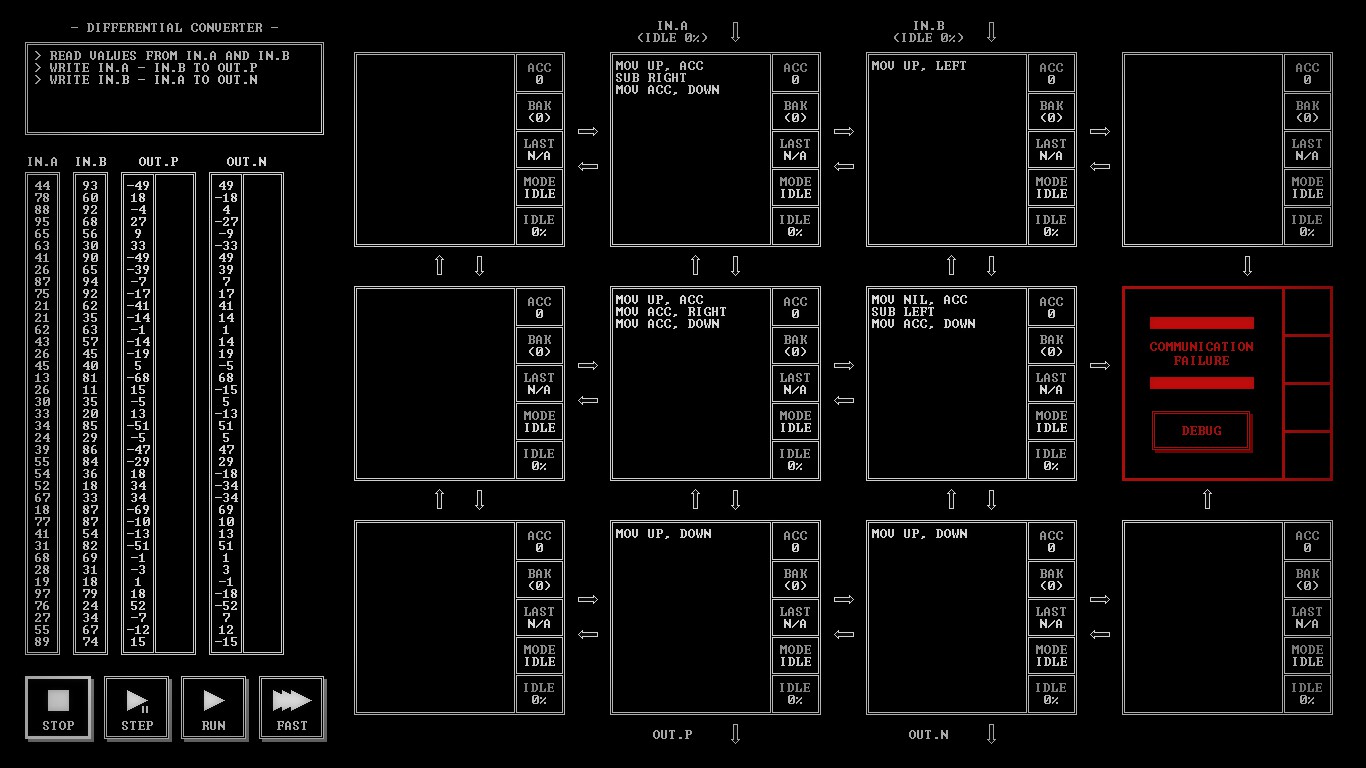 - DIFFERENTIAL CONVERTER -
> READ VALUES FROM IN.A AND IN.B
> WRITE IN.A - IN.B TO OUT.P
> WRITE IN.B - IN.A TO OUT.N
IN.A IN.B OUT.P OUT.N
44 93 -49 49
78 60 18 -18
88 92 -4 4
95 68 27 -27
65 56 9 -9
63 30 33 -33
41 90 -49 49
26 65 -39 39
87 94 -7 7
75 92 -17 17
21 62 -41 41
21 35 -14 14
62 63 -1 1
43 57 -14 14
26 45 -19 19
45 40 5 -5
13 81 -68 68
26 11 15 -15
30 35 -5 5
33 20 13 -13
34 85 -51 51
24 29 -5 5
39 86 -47 47
55 84 -29 29
54 36 18 -18
52 18 34 -34
67 33 34 -34
18 87 -69 69
77 87 -10 10
41 54 -13 13
31 82 -51 51
68 69 -1 1
28 31 -3 3
19 18 1 -1
97 79 18 -18
76 24 52 -52
27 34 -7 7
55 67 -12 12
89 74 15 -15
STOP
STEP
RUN
FAST
IN.A
(IDLE 0%)
IN.B
(IDLE 0%)
ACC
0
BAK
(0)
LAST
N/A
MODE
IDLE
IDLE
0%
MOV UP, ACC
SUB RIGHT
MOV ACC, DOWN
ACC
0
BAK
(0)
LAST
N/A
MODE
IDLE
IDLE
0%
MOV UP, LEFT
ACC
0
BAK
(0)
LAST
N/A
MODE
IDLE
IDLE
0%
ACC
0
BAK
(0)
LAST
N/A
MODE
IDLE
IDLE
0%
ACC
0
BAK
(0)
LAST
N/A
MODE
IDLE
IDLE
0%
MOV UP, ACC
MOV ACC, RIGHT
MOV ACC, DOWN
ACC
0
BAK
(0)
LAST
N/A
MODE
IDLE
IDLE
0%
MOV NIL, ACC
SUB LEFT
MOV ACC, DOWN
ACC
0
BAK
(0)
LAST
N/A
MODE
IDLE
IDLE
0%
COMMUNICATION
FAILURE
DEBUG
ACC
0
BAK
(0)
LAST
N/A
MODE
IDLE
IDLE
0%
MOV UP, DOWN
ACC
0
BAK
(0)
LAST
N/A
MODE
IDLE
IDLE
0%
MOV UP, DOWN
ACC
0
BAK
(0)
LAST
N/A
MODE
IDLE
IDLE
0%
ACC
0
BAK
(0)
LAST
N/A
MODE
IDLE
IDLE
0%
OUT.P
OUT.N